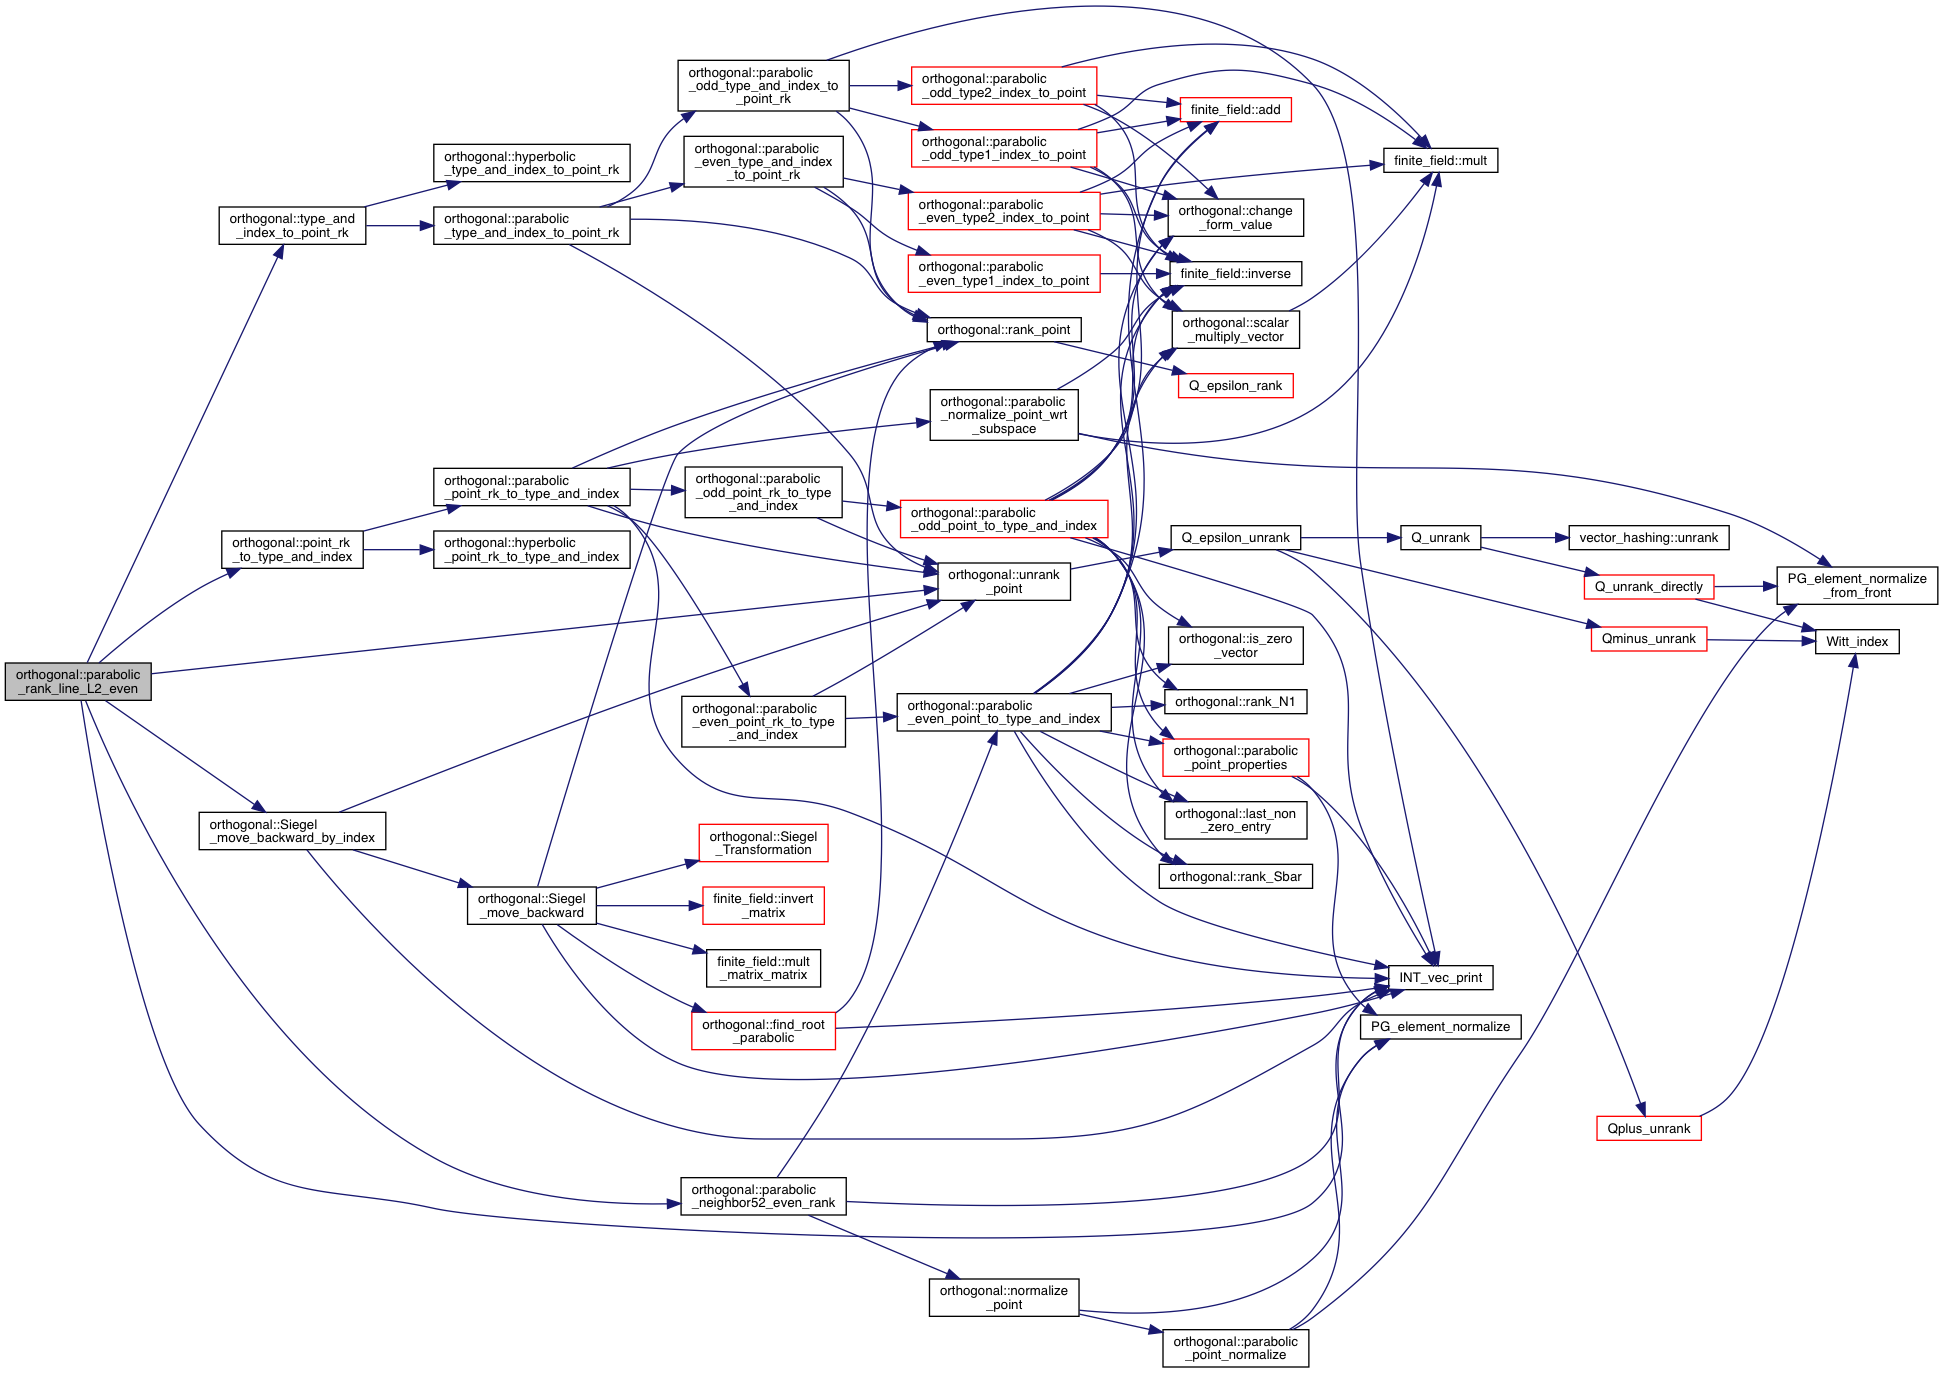 orthogonal::parabolic
_rank_line_L2_even
orthogonal::type_and
_index_to_point_rk
orthogonal::point_rk
_to_type_and_index
orthogonal::Siegel
_move_backward_by_index
orthogonal::hyperbolic
_type_and_index_to_point_rk
orthogonal::parabolic
_type_and_index_to_point_rk
orthogonal::parabolic
_point_rk_to_type_and_index
orthogonal::hyperbolic
_point_rk_to_type_and_index
orthogonal::Siegel
_move_backward
orthogonal::parabolic
_odd_type_and_index_to
_point_rk
orthogonal::parabolic
_even_type_and_index
_to_point_rk
orthogonal::parabolic
_odd_point_rk_to_type
_and_index
orthogonal::parabolic
_even_point_rk_to_type
_and_index
orthogonal::Siegel
_Transformation
finite_field::invert
_matrix
finite_field::mult
_matrix_matrix
orthogonal::find_root
_parabolic
orthogonal::parabolic
_neighbor52_even_rank
orthogonal::parabolic
_odd_type2_index_to_point
orthogonal::parabolic
_odd_type1_index_to_point
orthogonal::parabolic
_even_type2_index_to_point
orthogonal::parabolic
_even_type1_index_to_point
orthogonal::rank_point
orthogonal::parabolic
_normalize_point_wrt
_subspace
orthogonal::parabolic
_odd_point_to_type_and_index
orthogonal::unrank
_point
orthogonal::parabolic
_even_point_to_type_and_index
orthogonal::normalize
_point
finite_field::add
orthogonal::change
_form_value
finite_field::inverse
orthogonal::scalar
_multiply_vector
Q_epsilon_rank
Q_epsilon_unrank
orthogonal::is_zero
_vector
orthogonal::rank_N1
orthogonal::parabolic
_point_properties
orthogonal::last_non
_zero_entry
orthogonal::rank_Sbar
orthogonal::parabolic
_point_normalize
finite_field::mult
Q_unrank
INT_vec_print
PG_element_normalize
vector_hashing::unrank
Q_unrank_directly
Qminus_unrank
Qplus_unrank
PG_element_normalize
_from_front
Witt_index